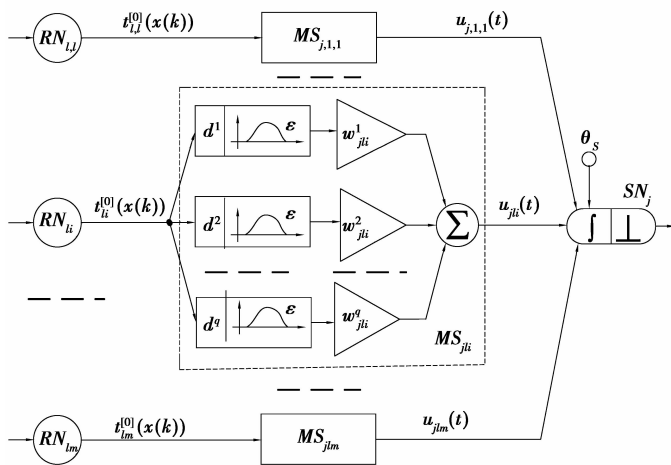 RN_{l,l} t^{[0]}_{l,l}(x(k)) MS_{j,1,1} u_{j,1,1}(t)
d^1 ε w^1_{jli}
θ_S
RN_{li} t^{[0]}_{li}(x(k)) d^2 ε w^2_{jli} Σ u_{jli}(t) ∫ ⊥ SN_j
d^q ε w^q_{jli}
MS_{jli}
RN_{lm} t^{[0]}_{lm}(x(k)) MS_{jlm} u_{jlm}(t)